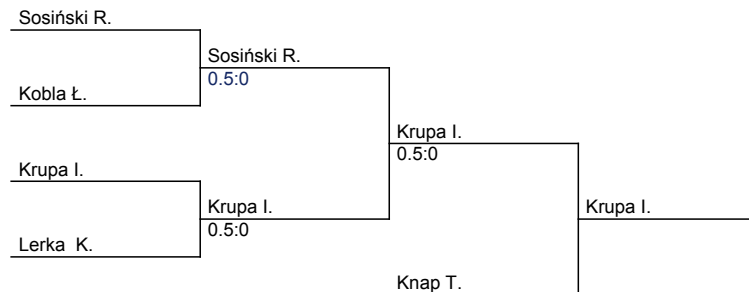 Sosiński R.
Sosiński R.
0.5:0
Kobla Ł.
Krupa I.
0.5:0
Krupa I.
Krupa I.
Krupa I.
0.5:0
Lerka K.
Knap T.